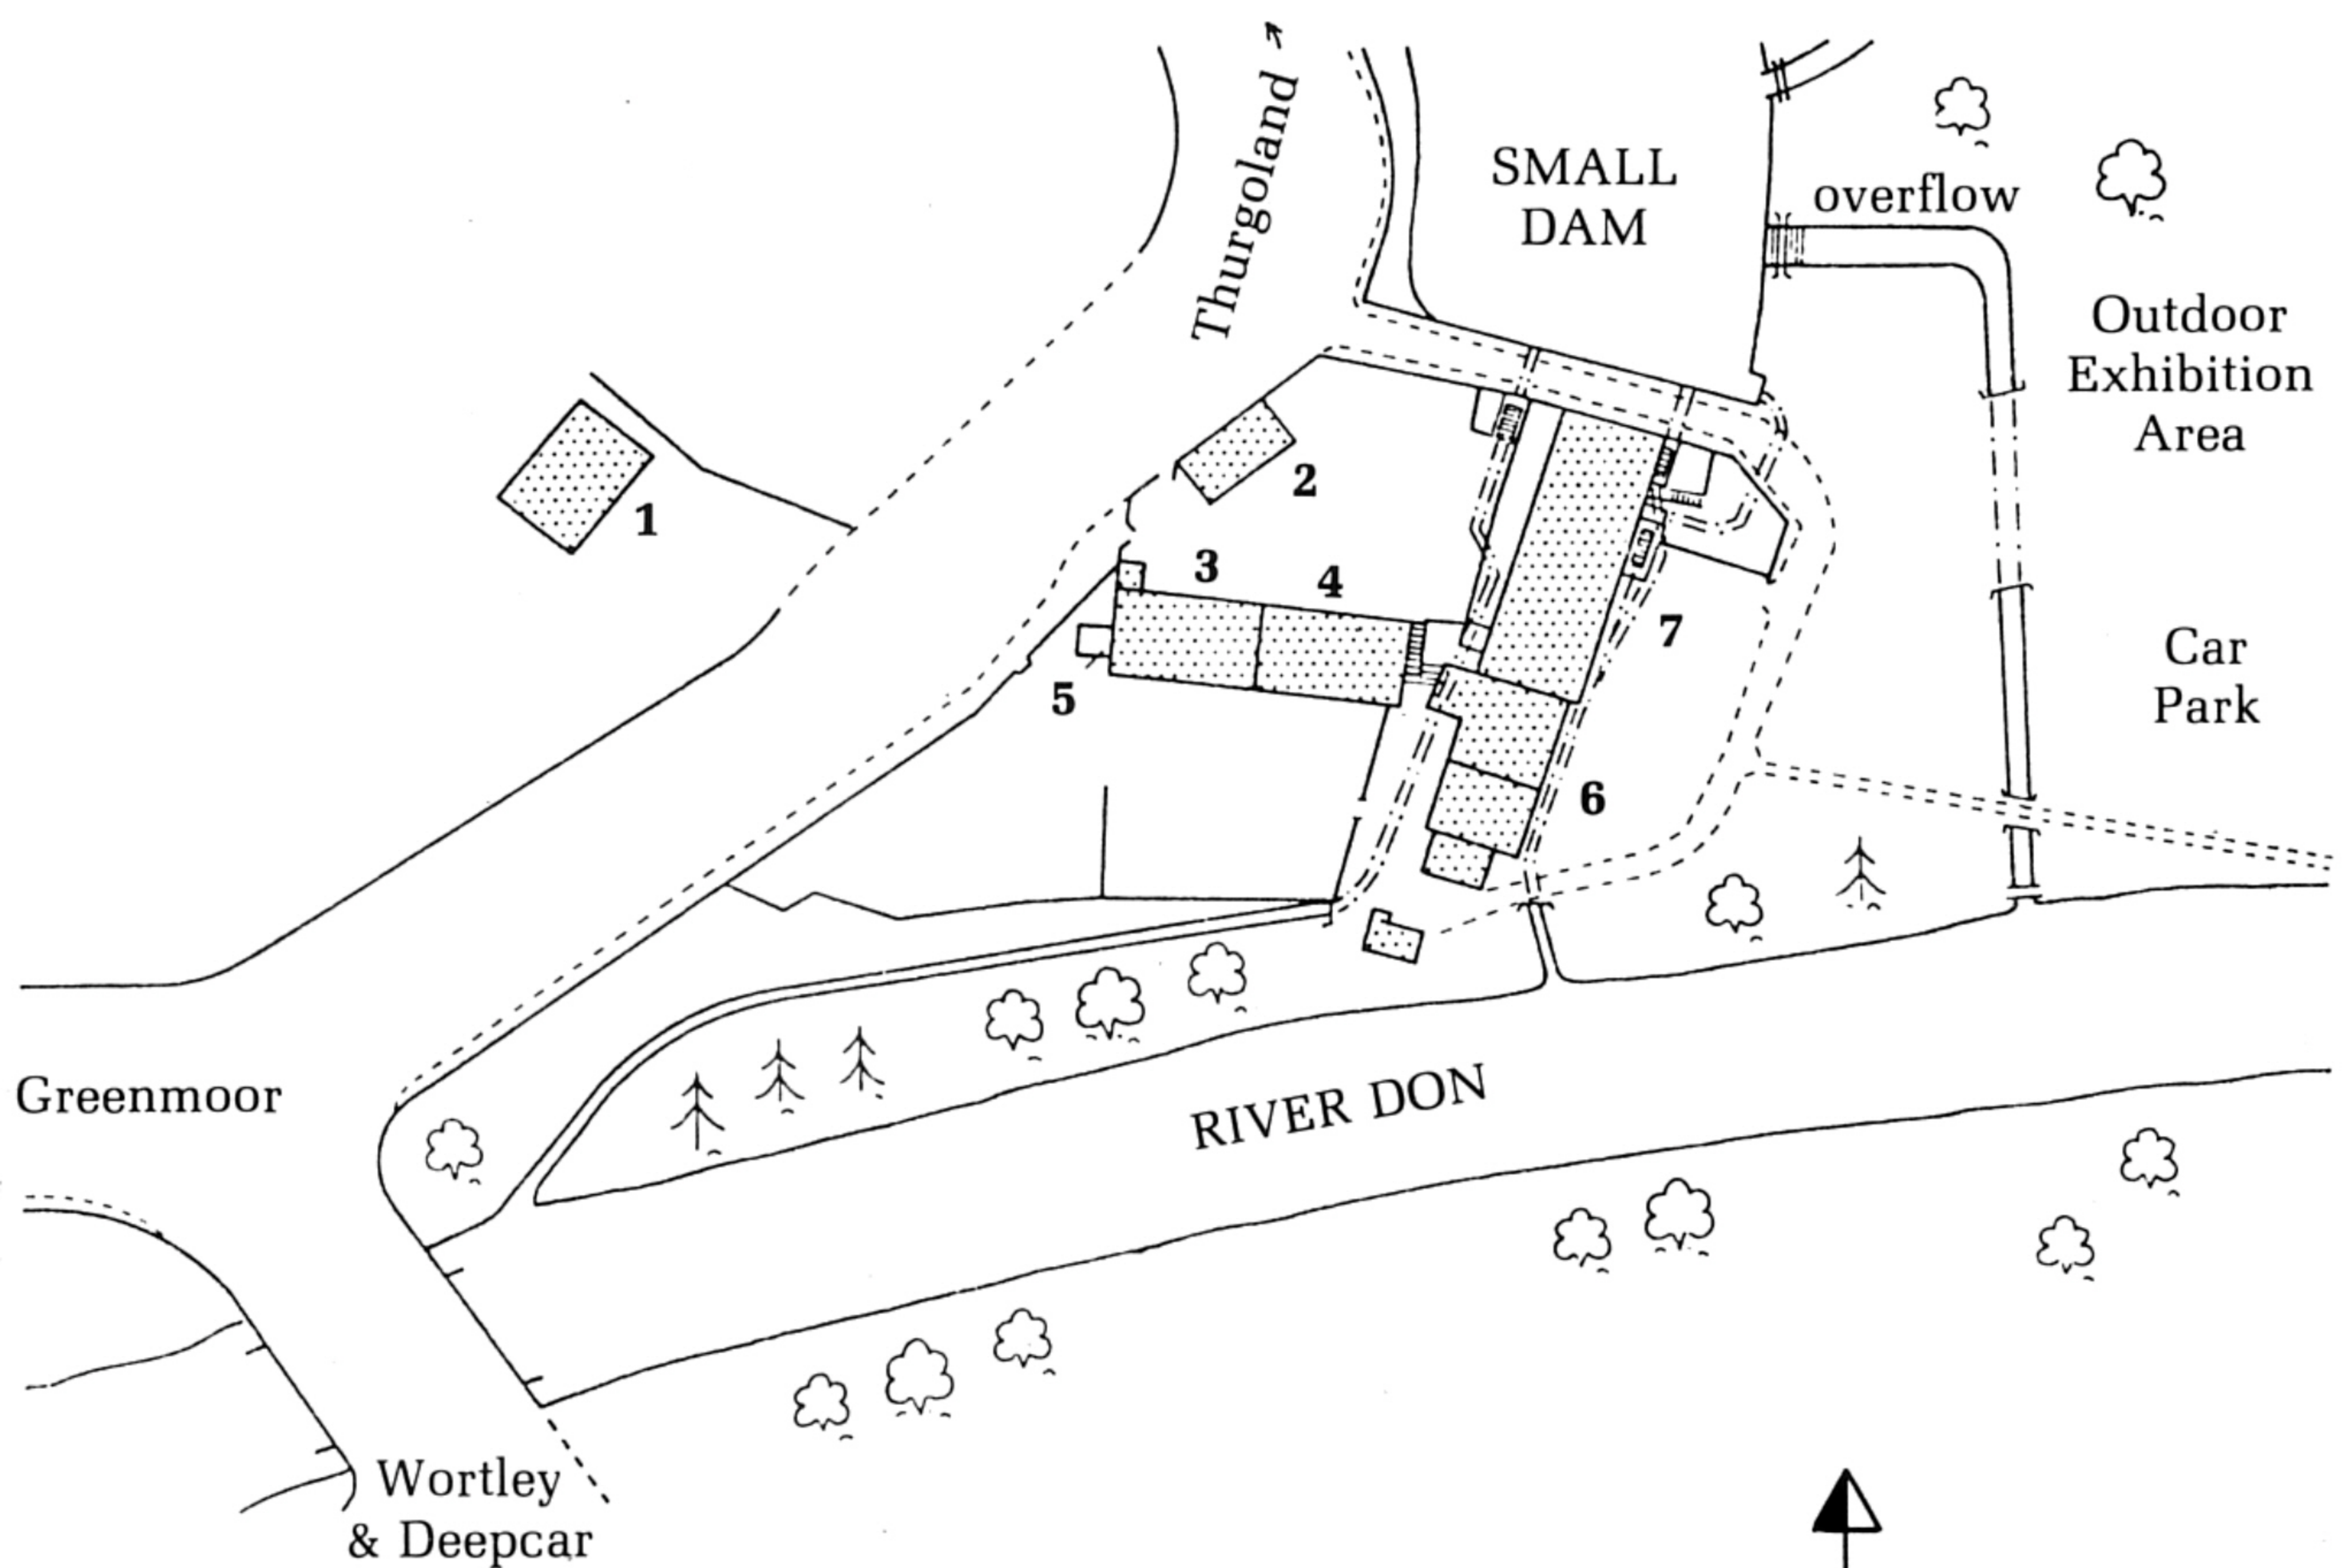 Thurgoland
SMALL
DAM
overflow
Outdoor
Exhibition
Area
1
2
3
4
5
6
7
Car
Park
Greenmoor
RIVER DON
Wortley
& Deepcar